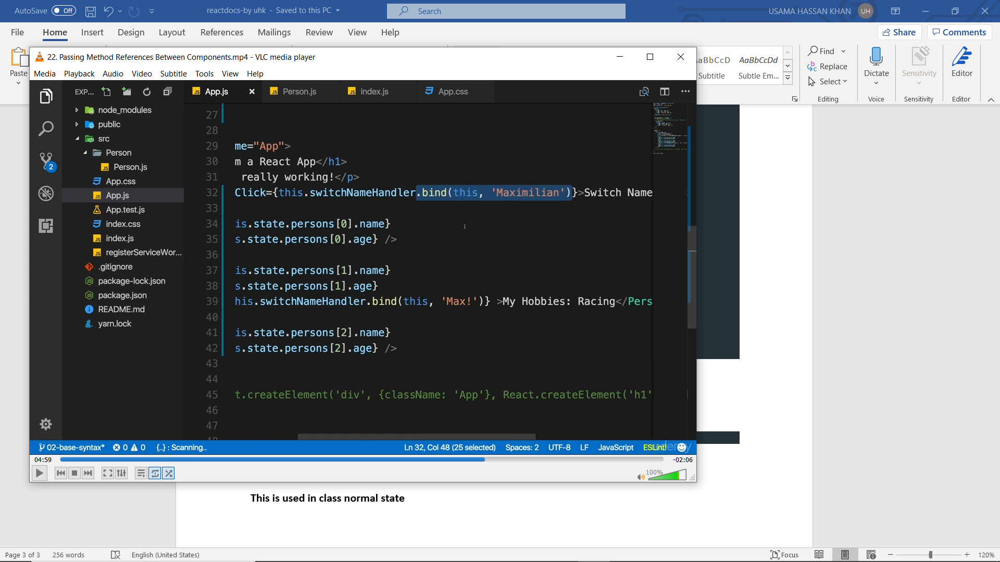 AutoSave Off
reactdocs-by uhk - Saved to this PC
Search
USAMA HASSAN KHAN UH
File Home Insert Design Layout References Mailings Review View Help
Share Comments
Paste
22. Passing Method References Between Components.mp4 - VLC media player
Media Playback Audio Video Subtitle Tools View Help
AaBbCcD AaBbCcDd
Subtitle Subtle Em...
Find
Replace
Select
Editing
Dictate
Voice
Sensitivity
Sensitivity
Editor
Editor
EXP...
node_modules
public
src
Person
Person.js
App.css
App.js
App.test.js
index.css
index.js
registerServiceWor...
.gitignore
package-lock.json
package.json
README.md
yarn.lock
2
App.js Person.js index.js App.css
27
28
29 me="App">
30 m a React App</h1>
31 really working!</p>
32 Click={this.switchNameHandler.bind(this, 'Maximilian')}>Switch Name
33
34 is.state.persons[0].name}
35 s.state.persons[0].age} />
36
37 is.state.persons[1].name}
38 s.state.persons[1].age}
39 his.switchNameHandler.bind(this, 'Max!')} >My Hobbies: Racing</Pers
40
41 is.state.persons[2].name}
42 s.state.persons[2].age} />
43
44
45 t.createElement('div', {className: 'App'}, React.createElement('h1'
46
47
02-base-syntax* 0 0 {..} : Scanning.. Ln 32, Col 48 (25 selected) Spaces: 2 UTF-8 LF JavaScript ESLint!
udemy
04:59 -02:06
100%
This is used in class normal state
Page 3 of 3 256 words English (United States) Focus 120%